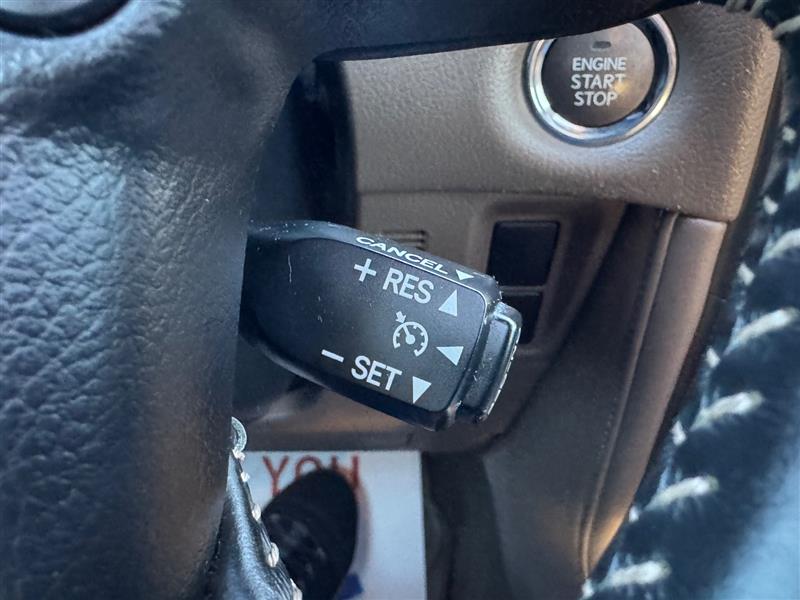 ENGINE
START
STOP
CANCEL
+ RES
− SET
YOU